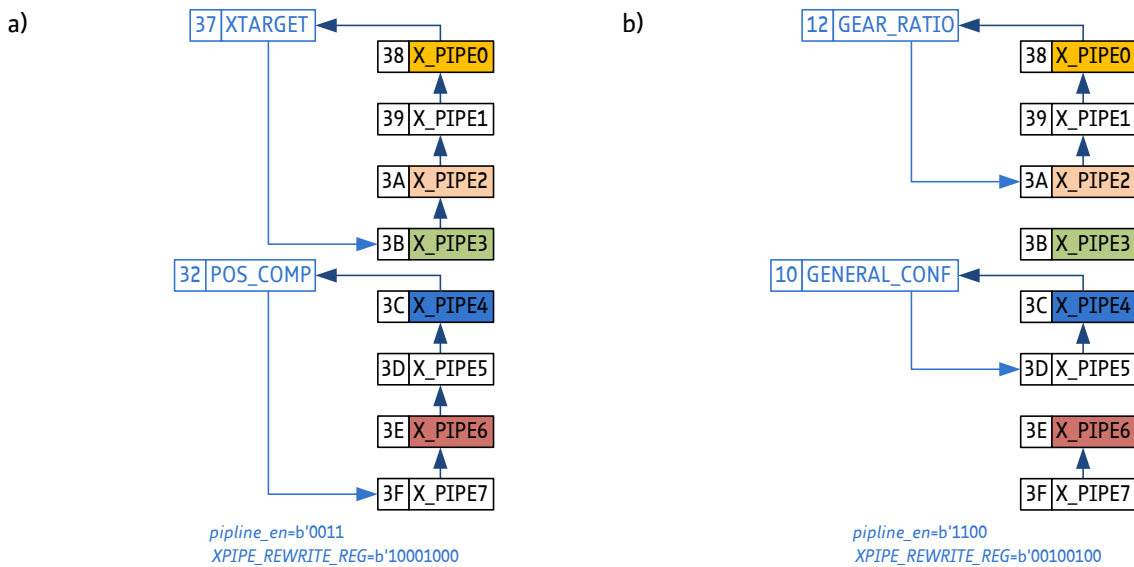 a)
37 XTARGET
38 X_PIPE0
39 X_PIPE1
3A X_PIPE2
3B X_PIPE3
32 POS_COMP
3C X_PIPE4
3D X_PIPE5
3E X_PIPE6
3F X_PIPE7
pipline_en=b'0011
XPIPE_REWRITE_REG=b'10001000
b)
12 GEAR_RATIO
38 X_PIPE0
39 X_PIPE1
3A X_PIPE2
3B X_PIPE3
10 GENERAL_CONF
3C X_PIPE4
3D X_PIPE5
3E X_PIPE6
3F X_PIPE7
pipline_en=b'1100
XPIPE_REWRITE_REG=b'00100100